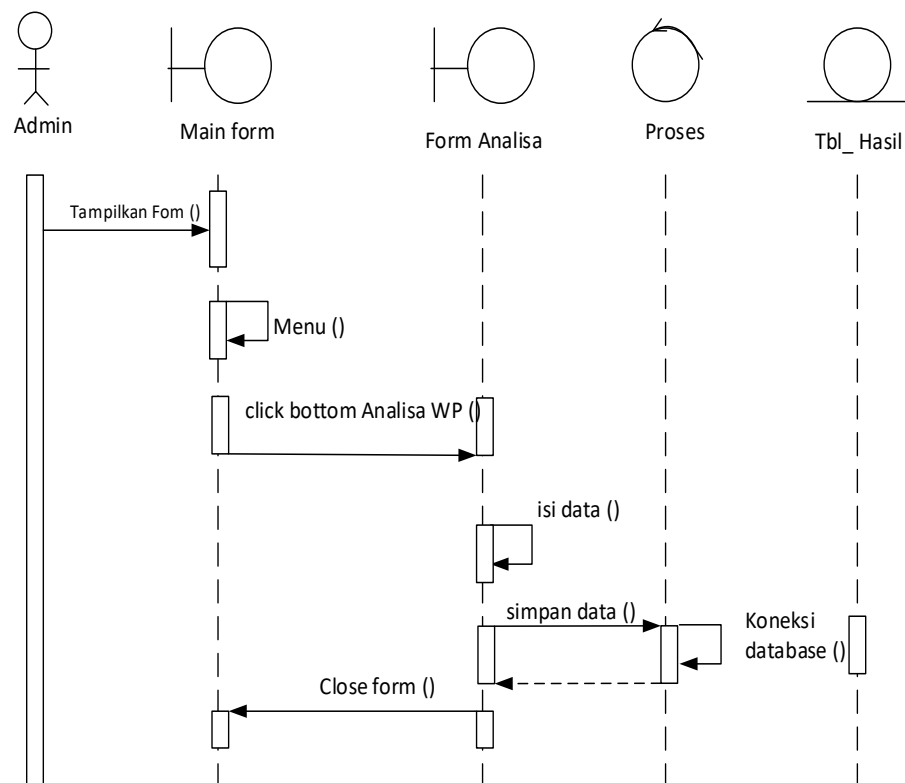 Admin
Main form
Form Analisa
Proses
Tbl_ Hasil
Tampilkan Fom ()
Menu ()
click bottom Analisa WP ()
isi data ()
simpan data ()
Koneksi
database ()
Close form ()